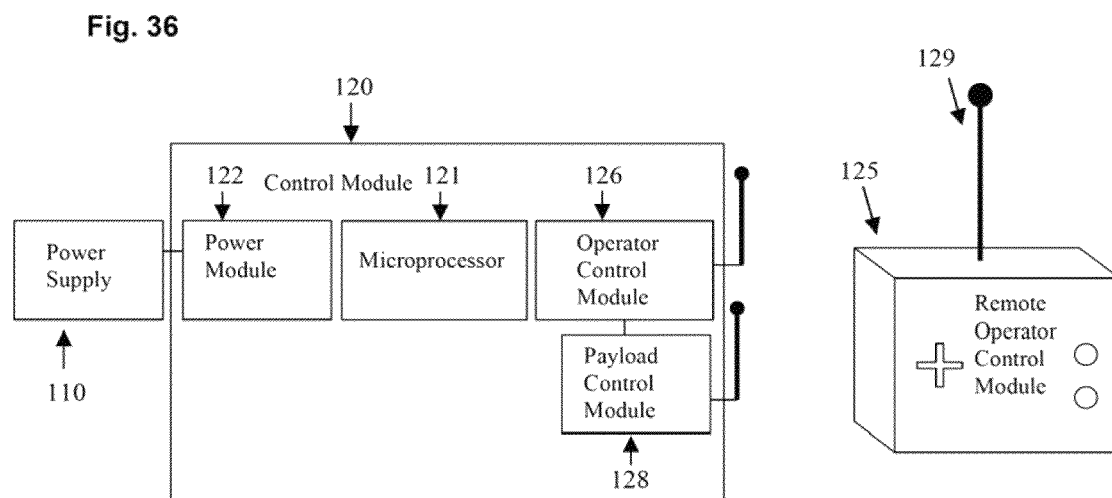 Fig. 36
120
129
122
Control Module
121
126
125
Power
Supply
Power
Module
Microprocessor
Operator
Control
Module
Remote
Operator
Control
Module
Payload
Control
Module
110
128